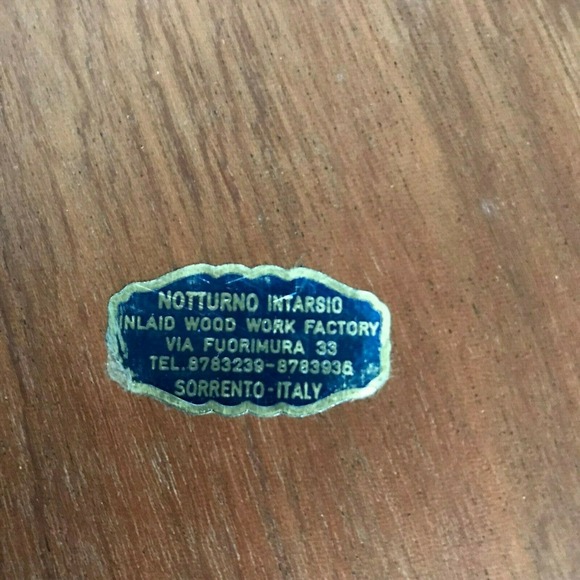 NOTTURNO INTARSIO
INLAID WOOD WORK FACTORY
VIA FUORIMURA 33
TEL. 8783239-8783936
SORRENTO-ITALY